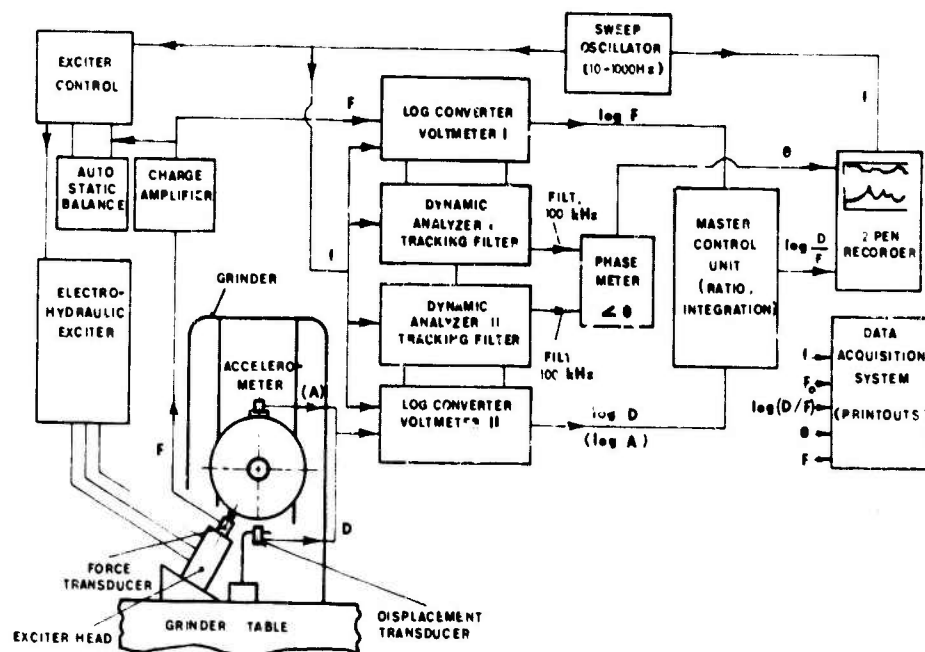 SWEEP
OSCILLATOR
(10-1000Hz)
EXCITER
CONTROL
F
LOG CONVERTER
VOLTMETER I
log F
f
AUTO
STATIC
BALANCE
CHARGE
AMPLIFIER
DYNAMIC
ANALYZER I
TRACKING FILTER
FILT.
100 kHz
θ
f
PHASE
METER
∠ θ
MASTER
CONTROL
UNIT
(RATIO,
INTEGRATION)
log D/F
2 PEN
RECORDER
ELECTRO-
HYDRAULIC
EXCITER
GRINDER
DYNAMIC
ANALYZER II
TRACKING FILTER
FILT
100 kHz
ACCELERO-
METER
(A)
LOG CONVERTER
VOLTMETER II
log D
(log A)
DATA
ACQUISITION
SYSTEM
(PRINTOUTS)
f
F₀
log(D/F)
θ
F
F
D
FORCE
TRANSDUCER
EXCITER HEAD
GRINDER TABLE
DISPLACEMENT
TRANSDUCER